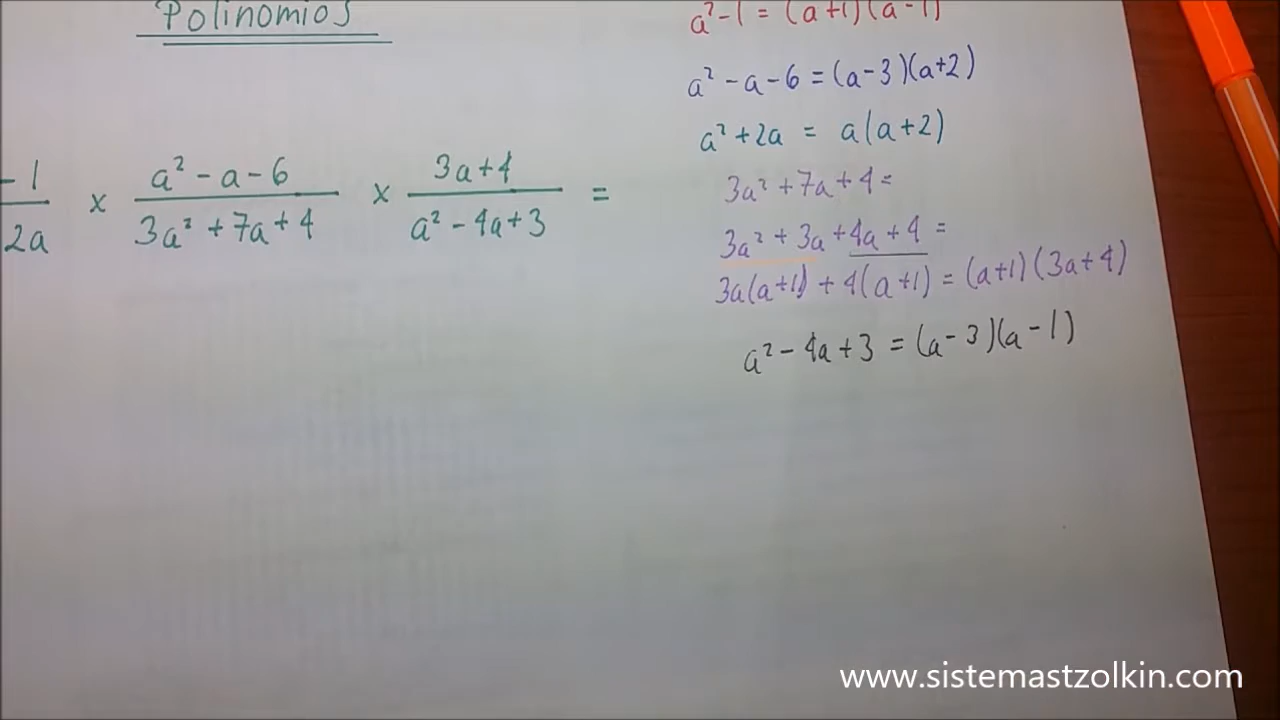 Polinomios
-1/2a x (a² - a - 6)/(3a² + 7a + 4) x (3a + 4)/(a² - 4a + 3) =
a² - 1 = (a+1)(a-1)
a² - a - 6 = (a-3)(a+2)
a² + 2a = a(a+2)
3a² + 7a + 4 =
3a² + 3a + 4a + 4 =
3a(a+1) + 4(a+1) = (a+1)(3a+4)
a² - 4a + 3 = (a-3)(a-1)
www.sistemastzolkin.com